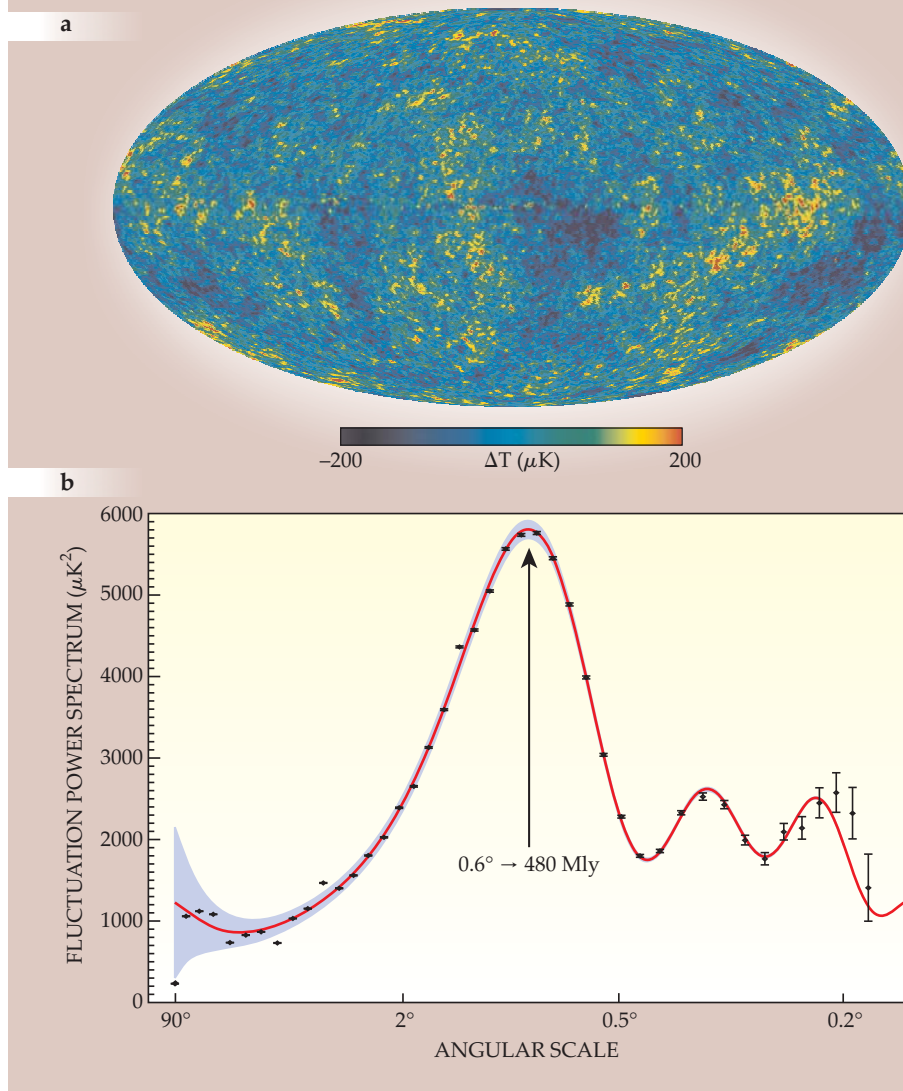 a
–200
ΔT (μK)
200
b
FLUCTUATION POWER SPECTRUM (μK²)
6000
5000
4000
3000
2000
1000
0
0.6° → 480 Mly
90°
2°
0.5°
0.2°
ANGULAR SCALE